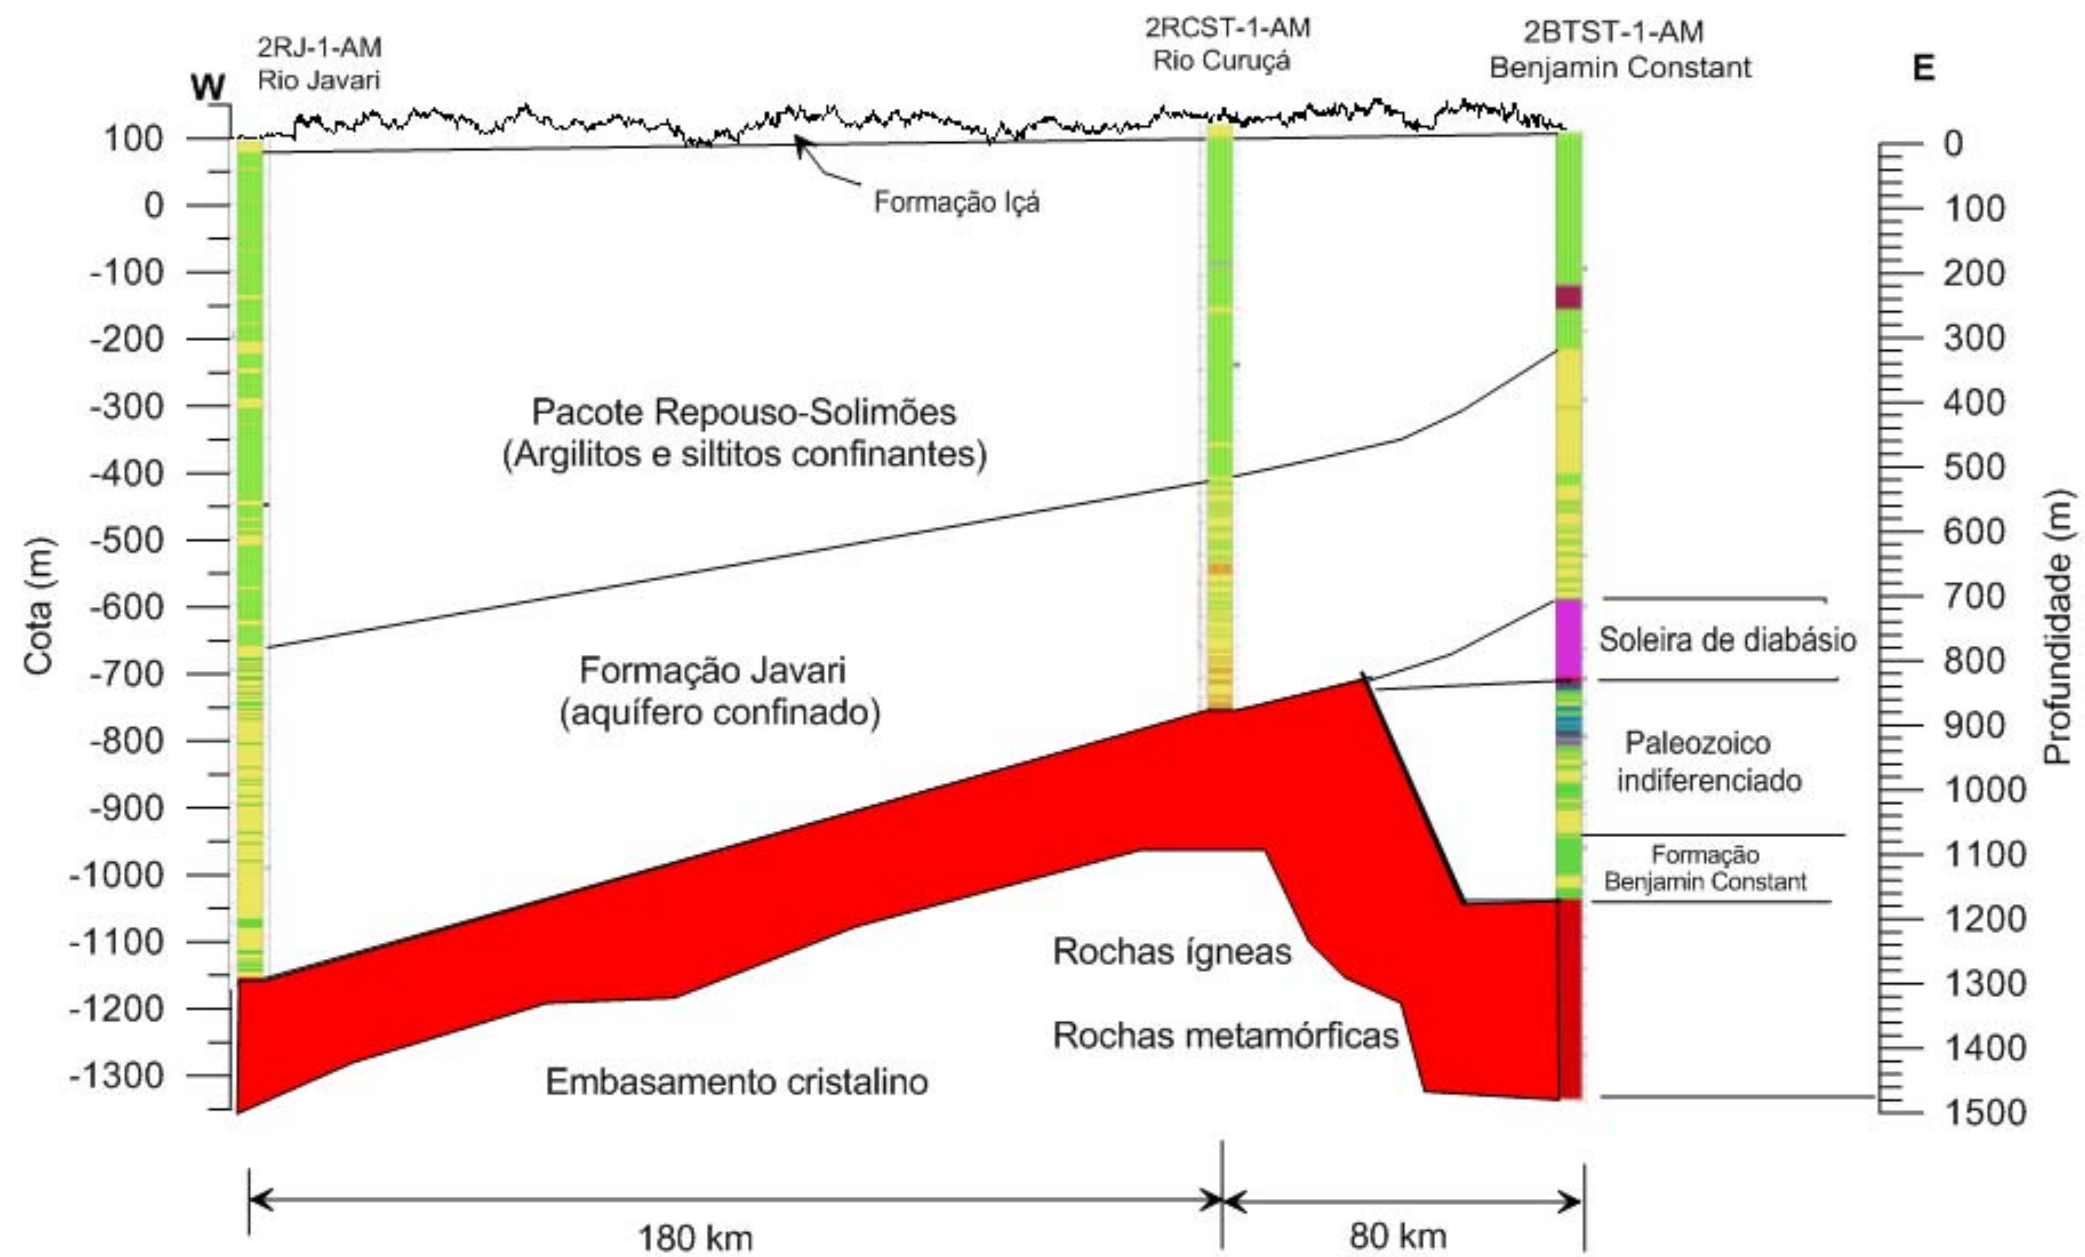 2RJ-1-AM
Rio Javari
2RCST-1-AM
Rio Curuçá
2BTST-1-AM
Benjamin Constant
W
E
100
0
-100
-200
-300
-400
-500
-600
-700
-800
-900
-1000
-1100
-1200
-1300
Cota (m)
Formação Içá
Pacote Repouso-Solimões
(Argilitos e siltitos confinantes)
Formação Javari
(aquífero confinado)
Rochas ígneas
Rochas metamórficas
Embasamento cristalino
Soleira de diabásio
Paleozoico
indiferenciado
Formação
Benjamin Constant
0
100
200
300
400
500
600
700
800
900
1000
1100
1200
1300
1400
1500
Profundidade (m)
180 km
80 km